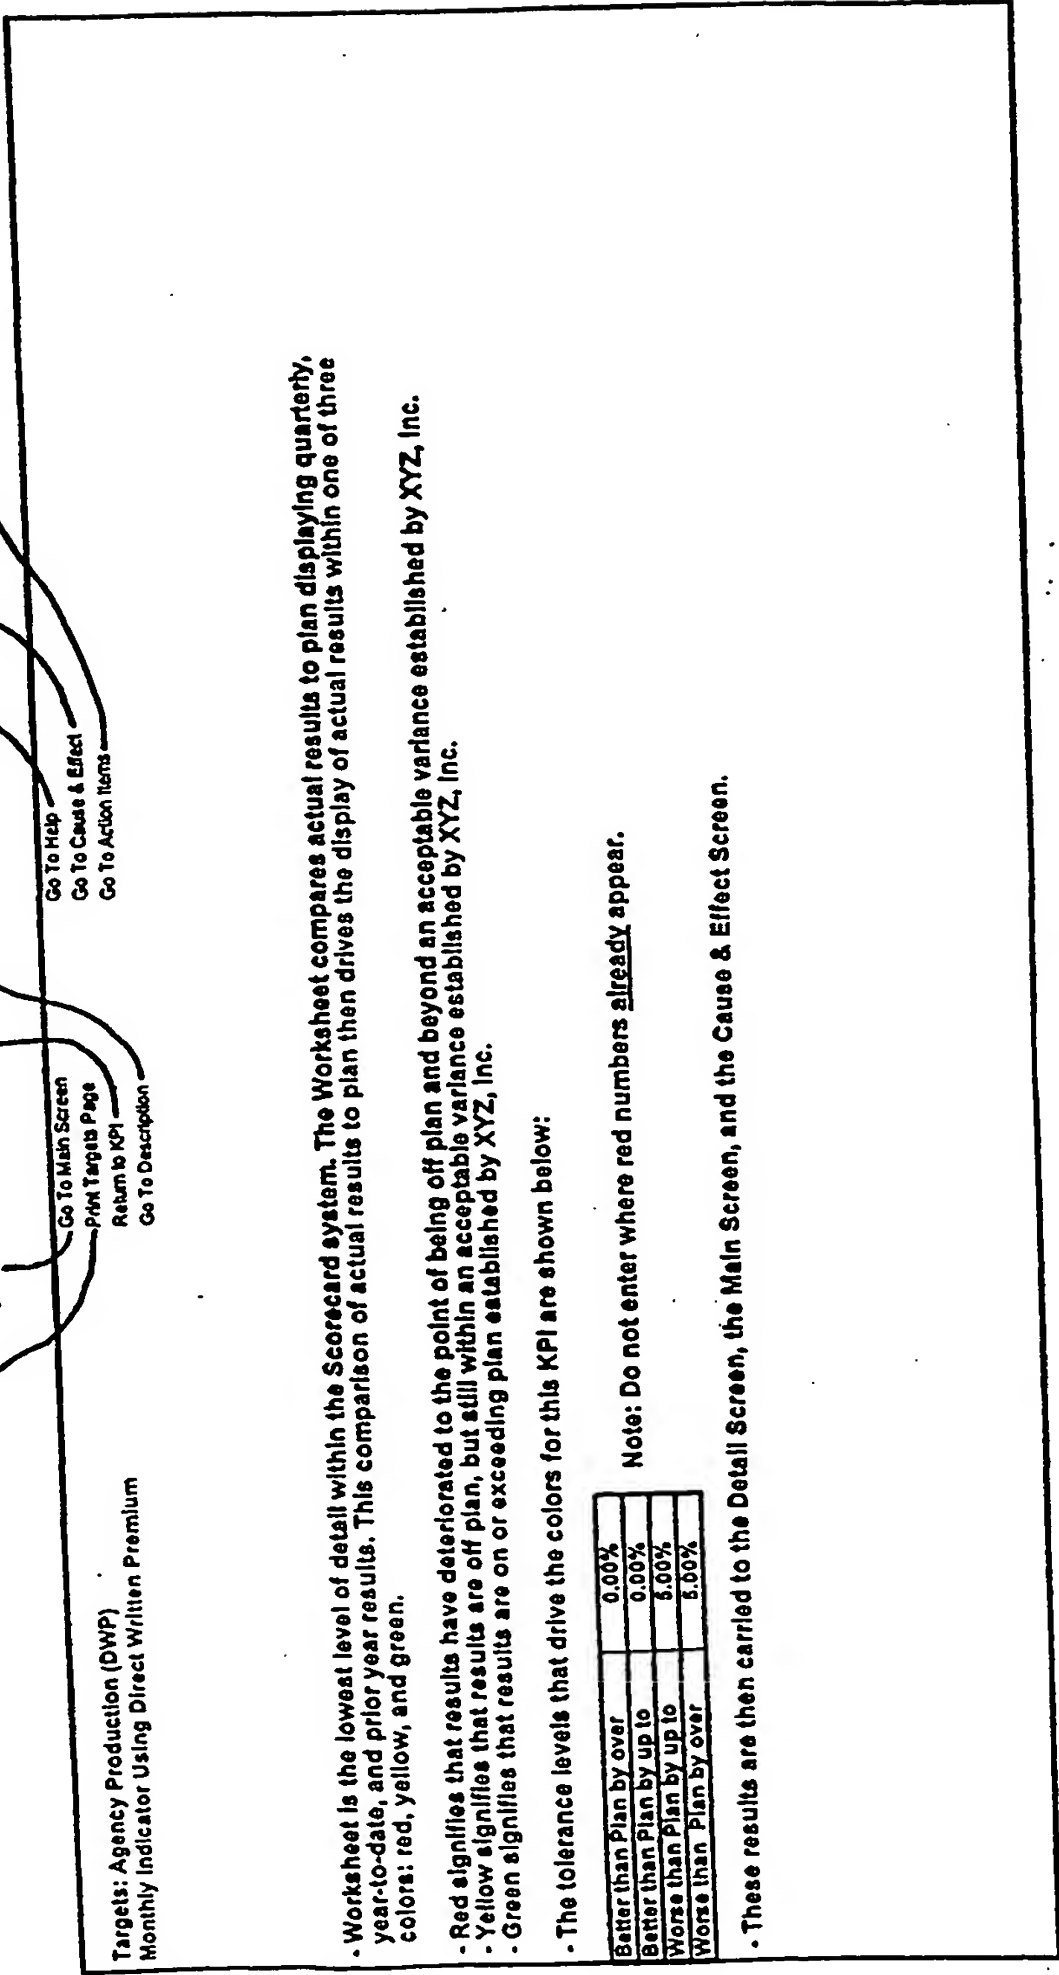 Targets: Agency Production (DWP)
Monthly Indicator Using Direct Written Premium
Go To Main Screen
Print Targets Page
Return to KPI
Go To Description
Go To Help
Go To Cause & Effect
Go To Action Items
- Worksheet is the lowest level of detail within the Scorecard system. The Worksheet compares actual results to plan displaying quarterly,
year-to-date, and prior year results. This comparison of actual results to plan then drives the display of actual results within one of three
colors: red, yellow, and green.
- Red signifies that results have deteriorated to the point of being off plan and beyond an acceptable variance established by XYZ, Inc.
- Yellow signifies that results are off plan, but still within an acceptable variance established by XYZ, Inc.
- Green signifies that results are on or exceeding plan established by XYZ, Inc.
- The tolerance levels that drive the colors for this KPI are shown below:
Better than Plan by over 0.00%
Better than Plan by up to 0.00%
Worse than Plan by up to 5.00%
Worse than Plan by over 5.00%
Note: Do not enter where red numbers already appear.
- These results are then carried to the Detail Screen, the Main Screen, and the Cause & Effect Screen.